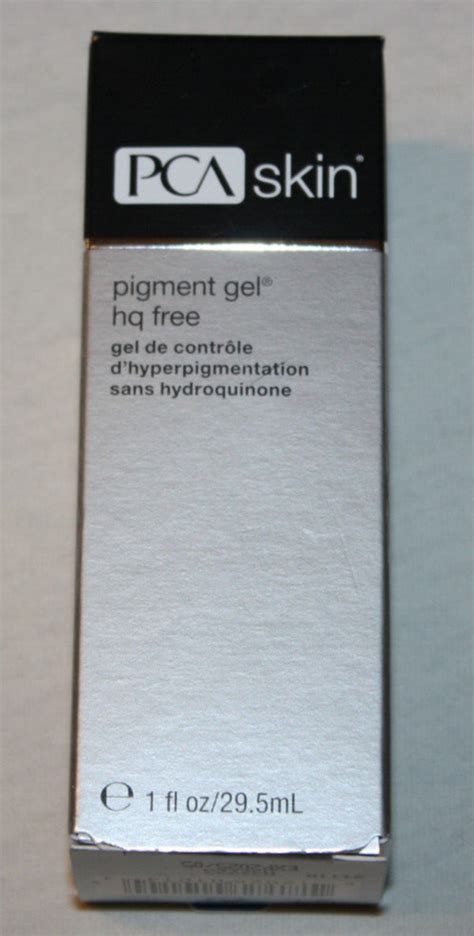 PCA skin®
pigment gel®
hq free
gel de contrôle
d'hyperpigmentation
sans hydroquinone
℮ 1 fl oz/29.5mL